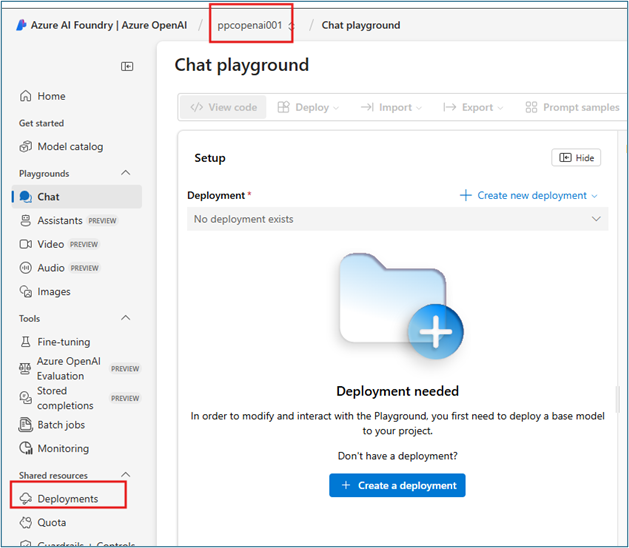 Azure AI Foundry | Azure OpenAI / ppcopenai001 / Chat playground
Home
Get started
Model catalog
Playgrounds
Chat
Assistants PREVIEW
Video PREVIEW
Audio PREVIEW
Images
Tools
Fine-tuning
Azure OpenAI
Evaluation PREVIEW
Stored
completions PREVIEW
Batch jobs
Monitoring
Shared resources
Deployments
Quota
Guardrails + Controls
Chat playground
View code Deploy Import Export Prompt samples
Setup Hide
Deployment * Create new deployment
No deployment exists
Deployment needed
In order to modify and interact with the Playground, you first need to deploy a base model
to your project.
Don't have a deployment?
Create a deployment